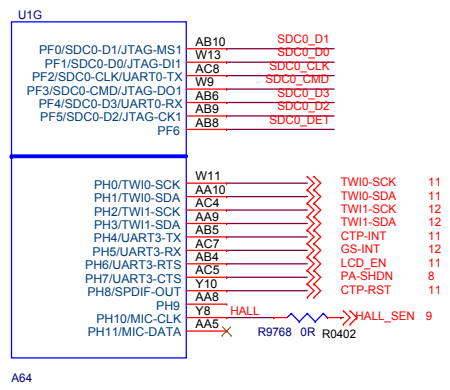 U1G
PF0/SDC0-D1/JTAG-MS1 AB10 SDC0_D1
PF1/SDC0-D0/JTAG-DI1 W13 SDC0_D0
PF2/SDC0-CLK/UART0-TX AC8 SDC0_CLK
PF3/SDC0-CMD/JTAG-DO1 W9 SDC0_CMD
PF4/SDC0-D3/UART0-RX AB6 SDC0_D3
PF5/SDC0-D2/JTAG-CK1 AB9 SDC0_D2
PF6 AB8 SDC0_DET
PH0/TWI0-SCK W11 TWI0-SCK 11
PH1/TWI0-SDA AA10 TWI0-SDA 11
PH2/TWI1-SCK AC4 TWI1-SCK 12
PH3/TWI1-SDA AA9 TWI1-SDA 12
PH4/UART3-TX AB5 CTP-INT 11
PH5/UART3-RX AC7 GS-INT 12
PH6/UART3-RTS AB4 LCD_EN 11
PH7/UART3-CTS AC5 PA-SHDN 8
PH8/SPDIF-OUT Y10 CTP-RST 11
PH9 AA8
PH10/MIC-CLK Y8 HALL HALL_SEN 9
PH11/MIC-DATA AA5 R9768 0R R0402
A64